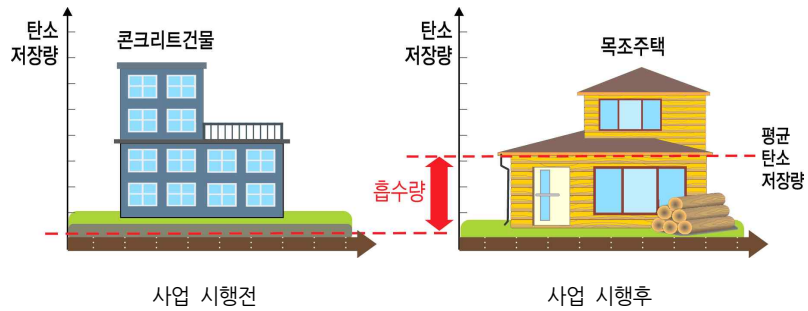 탄소
저장량
콘크리트건물
탄소
저장량
목조주택
평균
탄소
저장량
흡수량
사업 시행전
사업 시행후